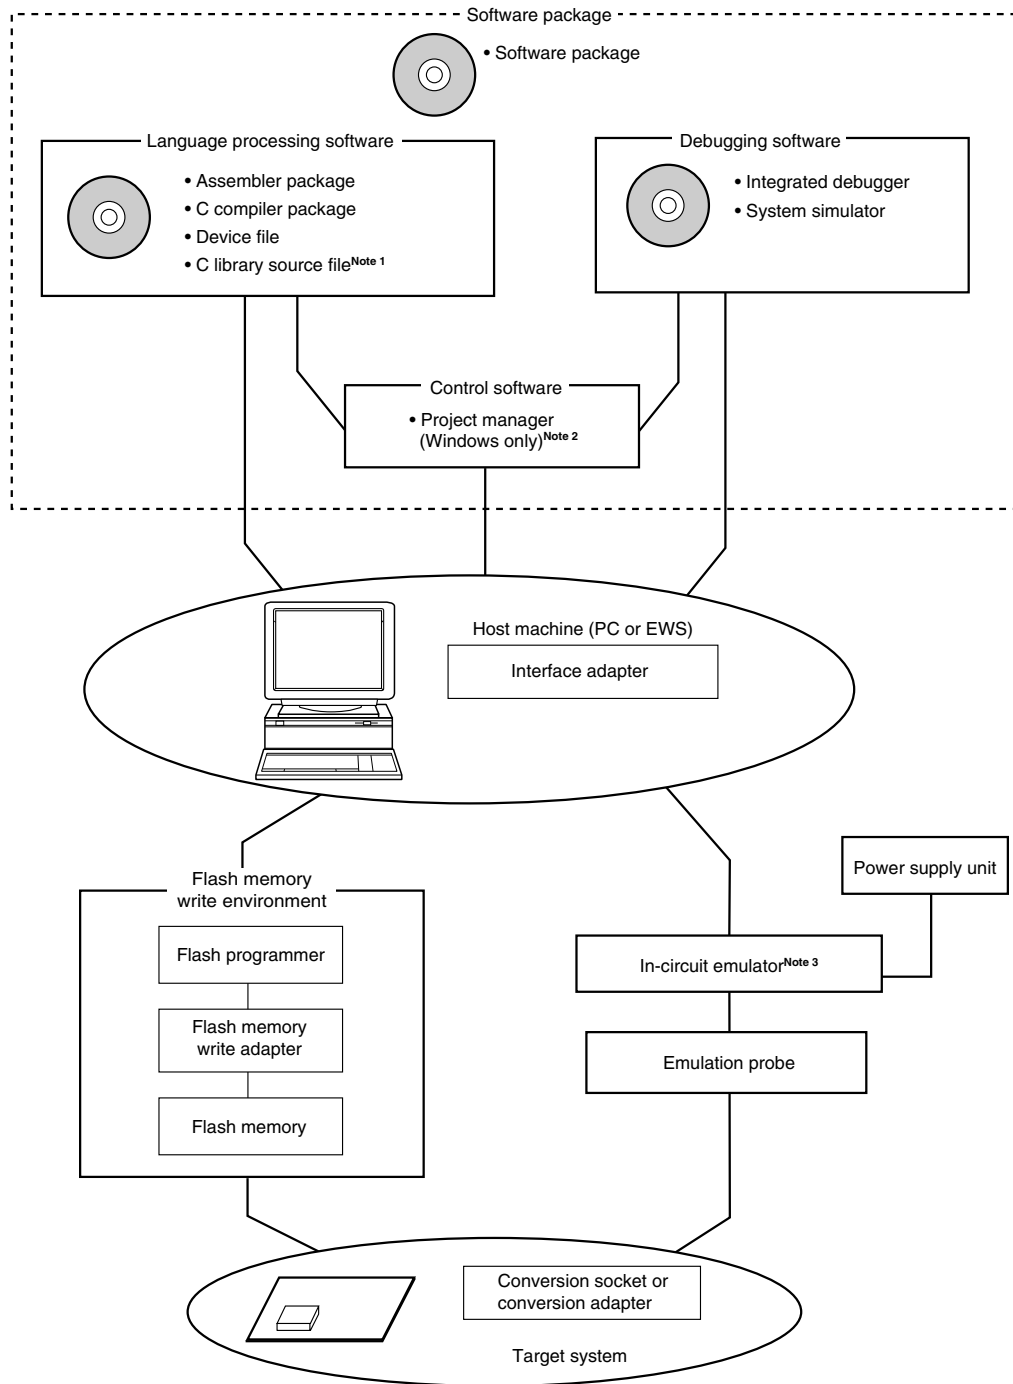 Software package
• Software package
Language processing software
• Assembler package
• C compiler package
• Device file
• C library source fileNote 1
Debugging software
• Integrated debugger
• System simulator
Control software
• Project manager
(Windows only)Note 2
Host machine (PC or EWS)
Interface adapter
Flash memory
write environment
Flash programmer
Flash memory
write adapter
Flash memory
Power supply unit
In-circuit emulatorNote 3
Emulation probe
Conversion socket or
conversion adapter
Target system